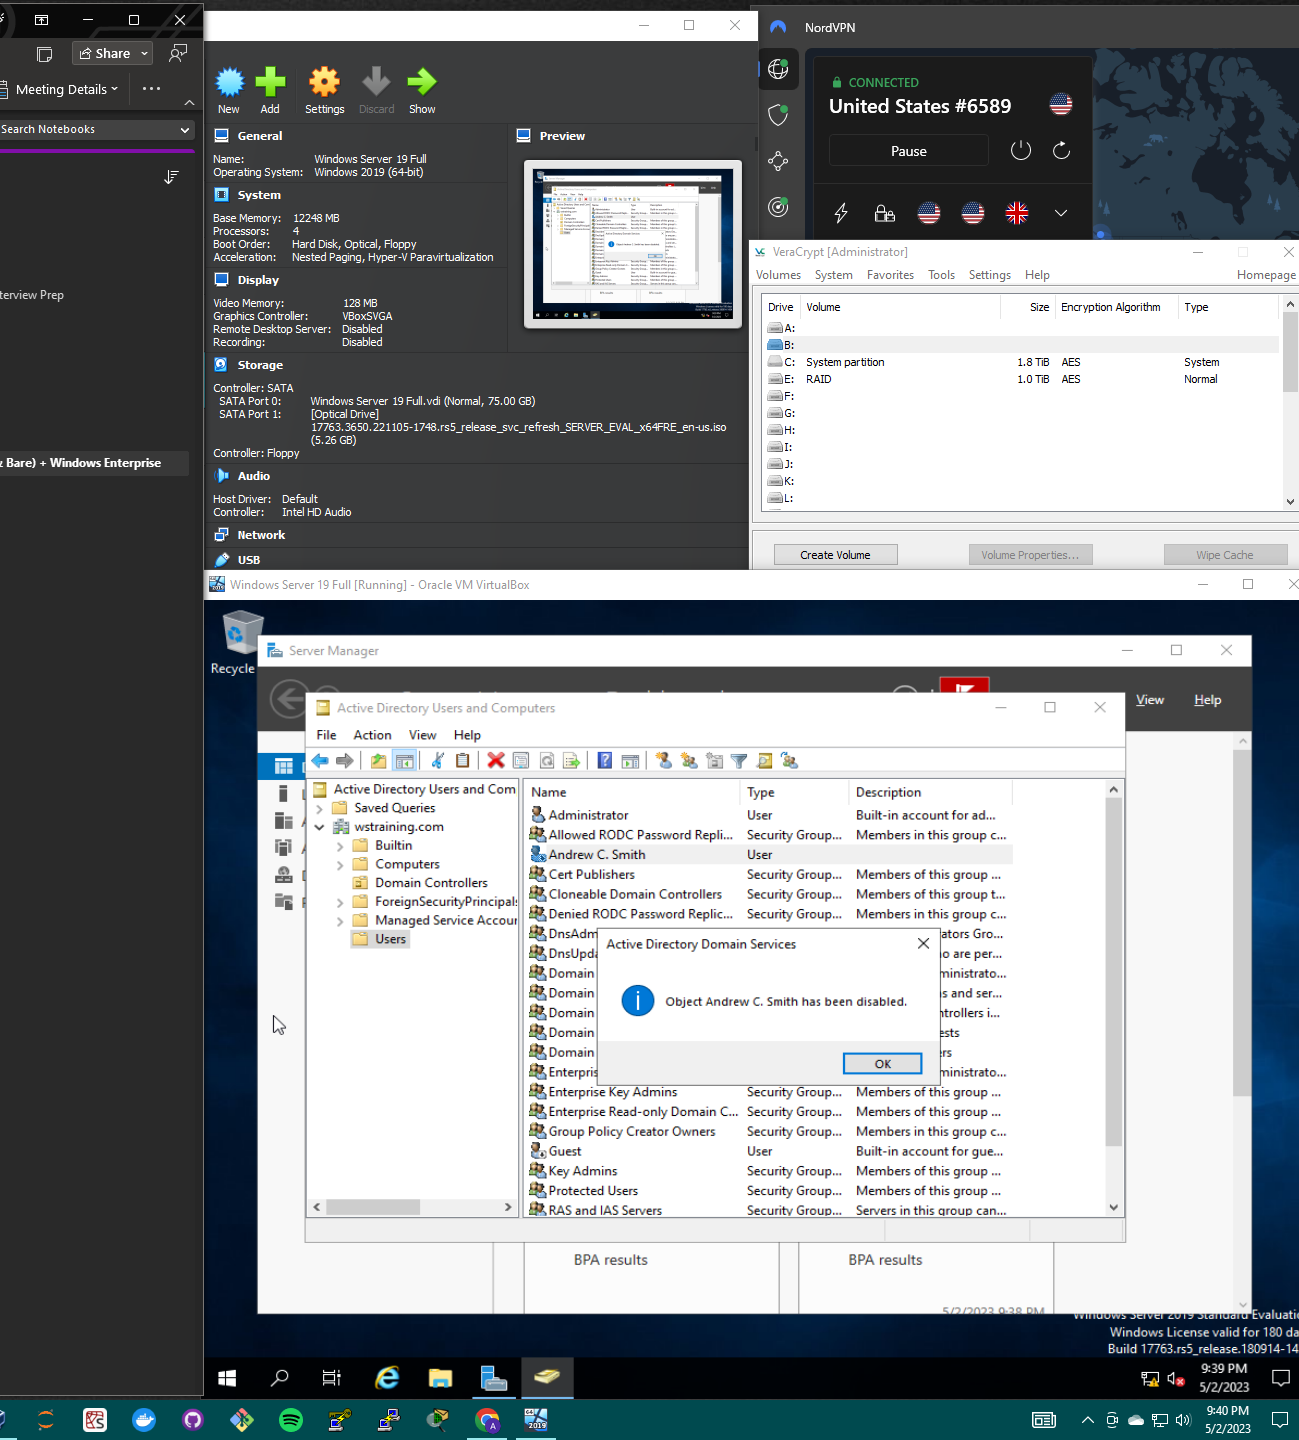 Share
Meeting Details
Search Notebooks
terview Prep
Bare) + Windows Enterprise
New
Add
Settings
Discard
Show
General
Name: Windows Server 19 Full
Operating System: Windows 2019 (64-bit)
System
Base Memory: 12248 MB
Processors: 4
Boot Order: Hard Disk, Optical, Floppy
Acceleration: Nested Paging, Hyper-V Paravirtualization
Display
Video Memory: 128 MB
Graphics Controller: VBoxSVGA
Remote Desktop Server: Disabled
Recording: Disabled
Storage
Controller: SATA
SATA Port 0: Windows Server 19 Full.vdi (Normal, 75.00 GB)
SATA Port 1: [Optical Drive]
17763.3650.221105-1748.rs5_release_svc_refresh_SERVER_EVAL_x64FRE_en-us.iso
(5.26 GB)
Controller: Floppy
Audio
Host Driver: Default
Controller: Intel HD Audio
Network
USB
Preview
NordVPN
CONNECTED
United States #6589
Pause
VeraCrypt [Administrator]
Volumes System Favorites Tools Settings Help Homepage
Drive Volume Size Encryption Algorithm Type
A:
B:
C: System partition 1.8 TiB AES System
E: RAID 1.0 TiB AES Normal
F:
G:
H:
I:
J:
K:
L:
Create Volume
Volume Properties...
Wipe Cache
Windows Server 19 Full [Running] - Oracle VM VirtualBox
Recycle
Server Manager
View
Help
Active Directory Users and Computers
File Action View Help
Active Directory Users and Com
Saved Queries
wstraining.com
Builtin
Computers
Domain Controllers
ForeignSecurityPrincipals
Managed Service Accour
Users
Name Type Description
Administrator User Built-in account for ad...
Allowed RODC Password Repli... Security Group... Members in this group c...
Andrew C. Smith User
Cert Publishers Security Group... Members of this group ...
Cloneable Domain Controllers Security Group... Members of this group t...
Denied RODC Password Replic... Security Group... Members in this group c...
DnsAdm ators Gro...
DnsUpda o are per...
Domain ministrato...
Domain s and ser...
Domain ntrollers i...
Domain ests
Domain ers
Enterpris ministrato...
Enterprise Key Admins Security Group... Members of this group ...
Enterprise Read-only Domain C... Security Group... Members of this group ...
Group Policy Creator Owners Security Group... Members in this group c...
Guest User Built-in account for gue...
Key Admins Security Group... Members of this group ...
Protected Users Security Group... Members of this group ...
RAS and IAS Servers Security Group... Servers in this group can...
Active Directory Domain Services
Object Andrew C. Smith has been disabled.
OK
BPA results
BPA results
5/2/2023 9:38 PM
Windows Server 2019 Standard Evaluatio
Windows License valid for 180 da
Build 17763.rs5_release.180914-14
9:39 PM
5/2/2023
2019
9:40 PM
5/2/2023